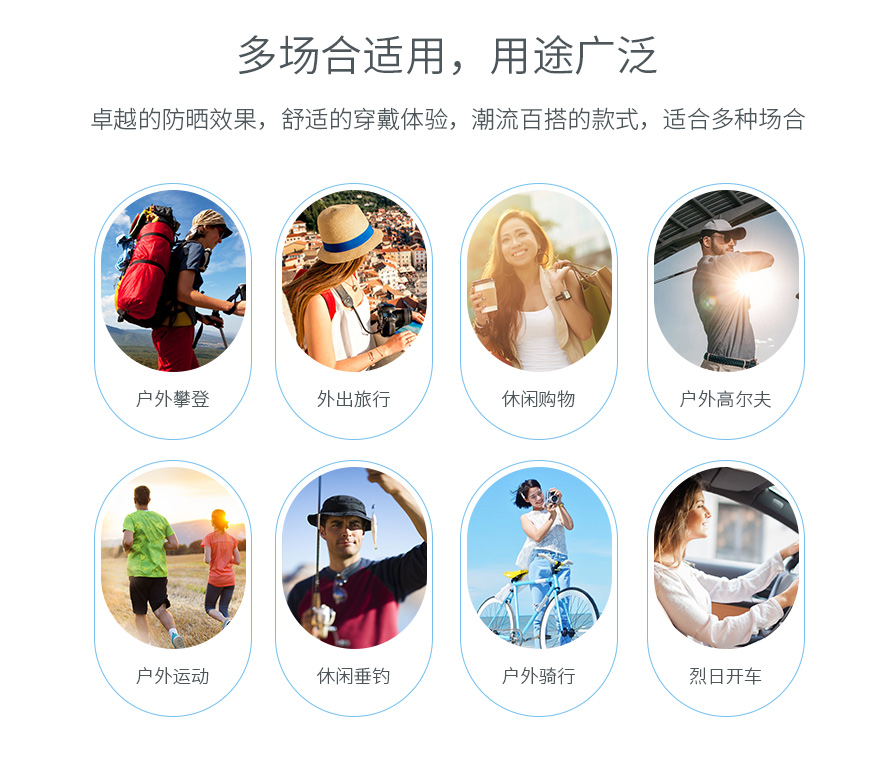 多场合适用，用途广泛
卓越的防晒效果，舒适的穿戴体验，潮流百搭的款式，适合多种场合
户外攀登
外出旅行
休闲购物
户外高尔夫
户外运动
休闲垂钓
户外骑行
烈日开车